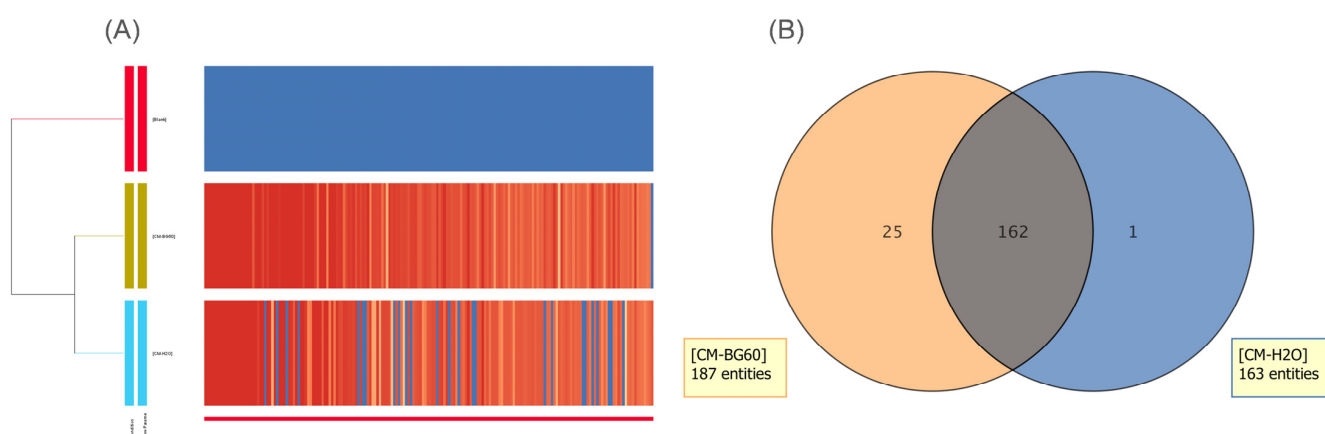 (A)
(B)
[Blank]
[CM-BG60]
[CM-H2O]
25
162
1
[CM-BG60]
187 entities
[CM-H2O]
163 entities